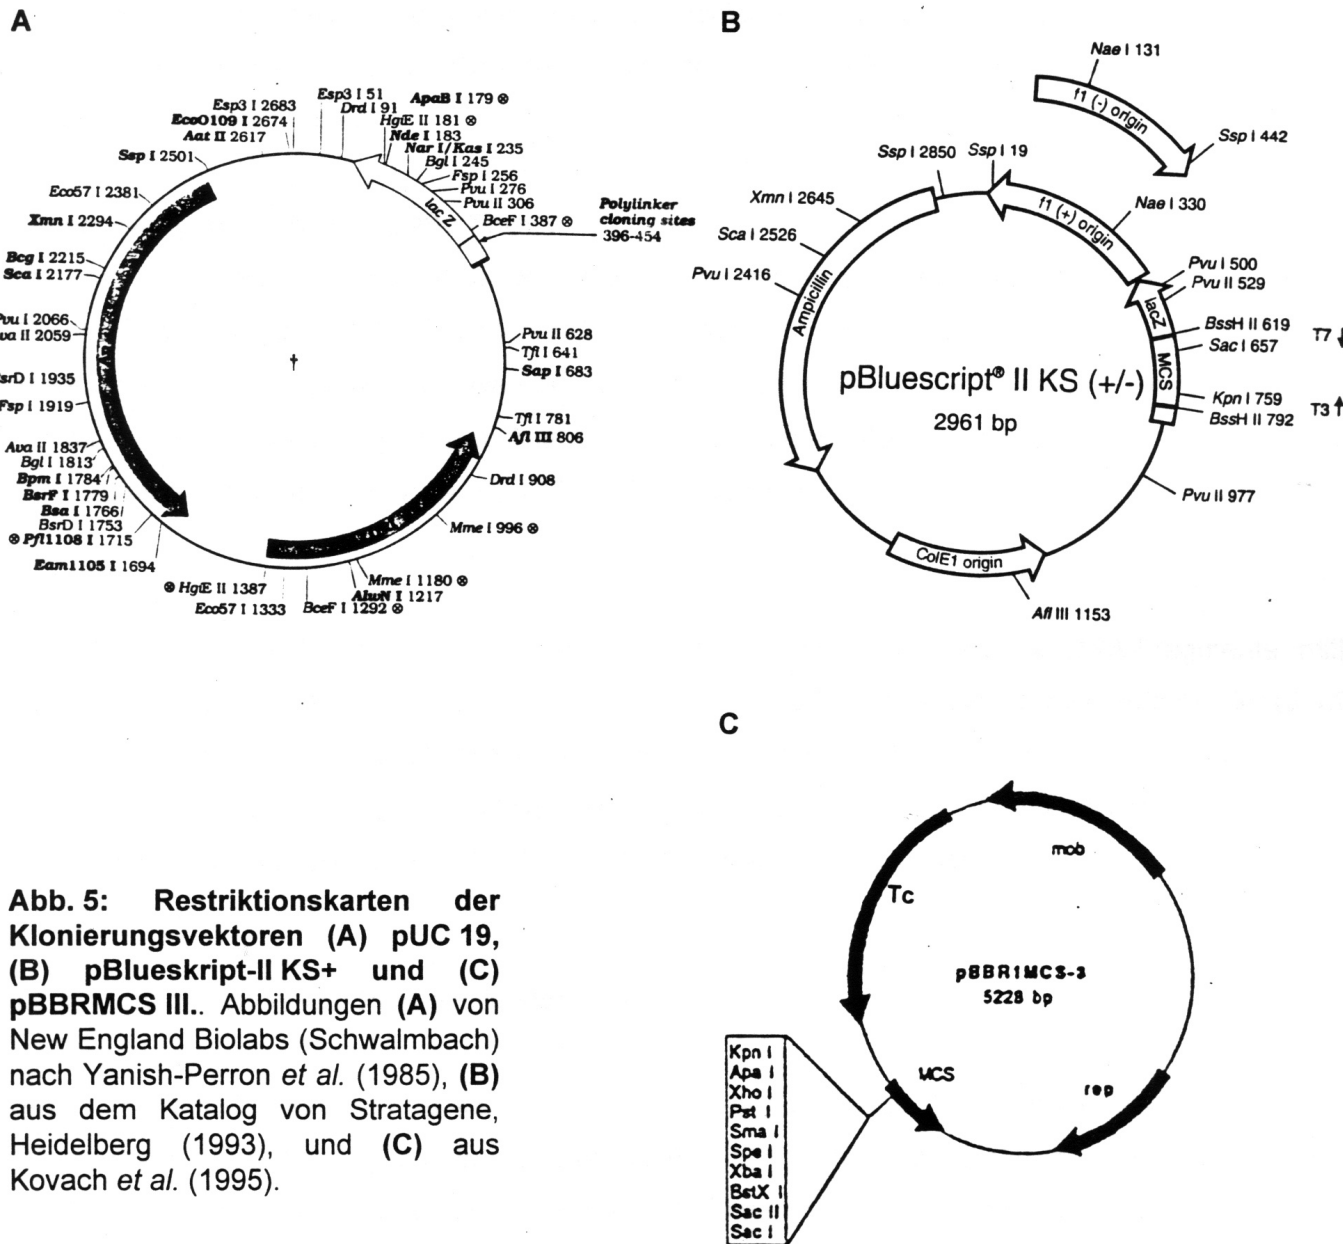 A
Esp3 I 51
Esp3 I 2683
Drd I 91
ApaB I 179 ⊗
EcoO109 I 2674
HgiE II 181 ⊗
Aat II 2617
Nde I 183
Ssp I 2501
Nar I/Kas I 235
Bgl I 245
Eco57 I 2381
Fsp I 256
Pvu I 276
Xmn I 2294
Pvu II 306
BceF I 387 ⊗
lac Z
Polylinker
cloning sites
396-454
Bcg I 2215
Sca I 2177
Pvu II 628
Tfi I 641
Sap I 683
vu I 2066
va II 2059
†
srD I 1935
Fsp I 1919
Tfi I 781
Afl III 806
Ava II 1837
Bgl I 1813
Bpm I 1784
BsrF I 1779
Bsa I 1766
BsrD I 1753
⊗ Pfl1108 I 1715
Eam1105 I 1694
Drd I 908
Mme I 996 ⊗
⊗ HgiE II 1387
Mme I 1180 ⊗
AlwN I 1217
Eco57 I 1333
BceF I 1292 ⊗
B
Nae I 131
f1 (-) origin
Ssp I 442
Ssp I 2850
Ssp I 19
Xmn I 2645
f1 (+) origin
Nae I 330
Sca I 2526
Pvu I 2416
Ampicillin
Pvu I 500
Pvu II 529
lacZ
BssH II 619
T7
Sac I 657
MCS
pBluescript® II KS (+/-)
2961 bp
Kpn I 759
T3
BssH II 792
Pvu II 977
ColE1 origin
Afl III 1153
C
mob
Tc
pBBR1MCS-3
5228 bp
MCS
rep
Kpn I
Apa I
Xho I
Pst I
Sma I
Spe I
Xba I
BstX I
Sac II
Sac I
Abb. 5: Restriktionskarten der
Klonierungsvektoren (A) pUC 19,
(B) pBlueskript-II KS+ und (C)
pBBRMCS III.. Abbildungen (A) von
New England Biolabs (Schwalmbach)
nach Yanish-Perron et al. (1985), (B)
aus dem Katalog von Stratagene,
Heidelberg (1993), und (C) aus
Kovach et al. (1995).